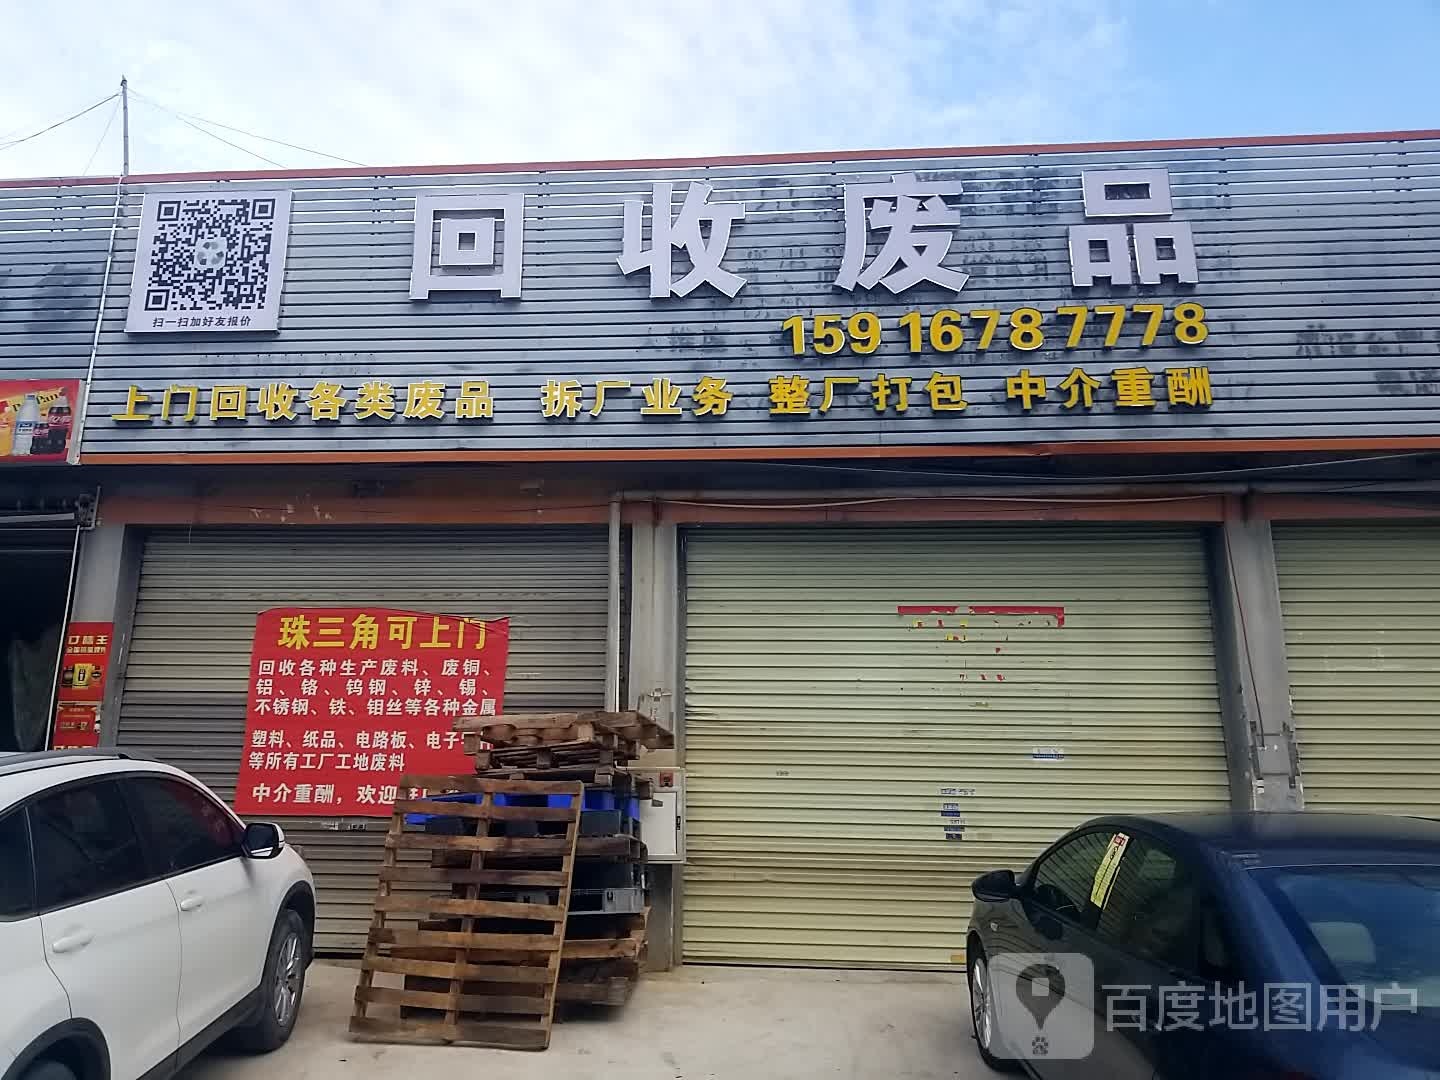 回收废品
扫一扫加好友报价
15916787778
上门回收各类废品 拆厂业务 整厂打包 中介重酬
珠三角可上门
回收各种生产废料、废铜、
铝、铬、钨钢、锌、锡、
不锈钢、铁、钼丝等各种金属
塑料、纸品、电路板、电子
等所有工厂工地废料
中介重酬，欢迎
口味王
百度地图用户